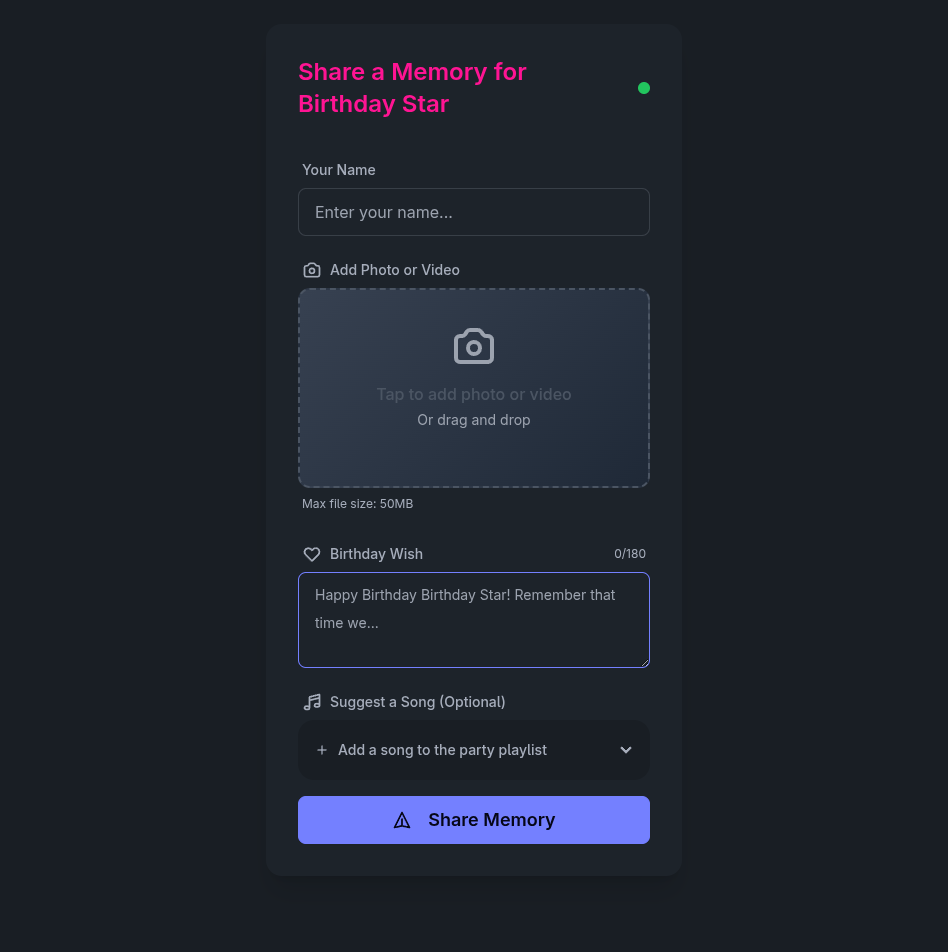 Share a Memory for
Birthday Star
Your Name
Enter your name...
Add Photo or Video
Tap to add photo or video
Or drag and drop
Max file size: 50MB
Birthday Wish
0/180
Happy Birthday Birthday Star! Remember that
time we...
Suggest a Song (Optional)
Add a song to the party playlist
Share Memory